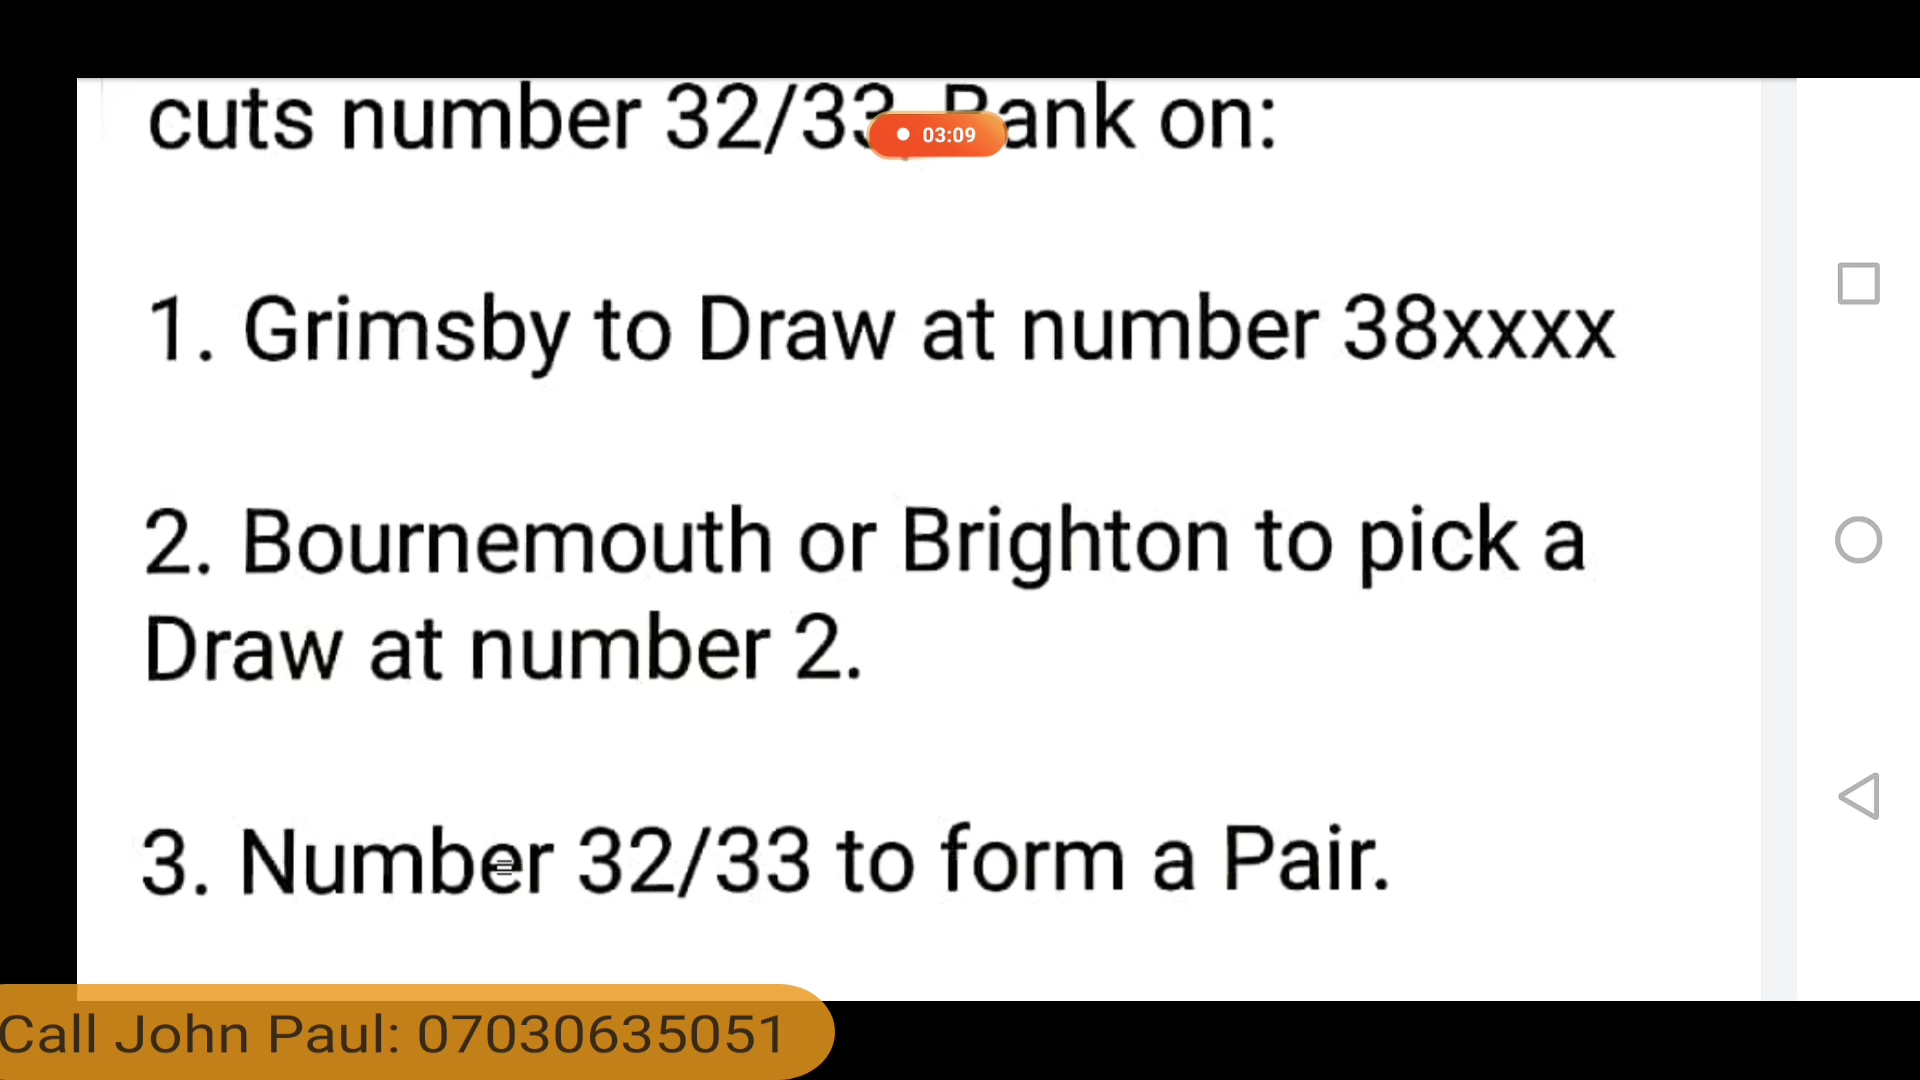 cuts number 32/33 Bank on:
03:09
1. Grimsby to Draw at number 38xxxx
2. Bournemouth or Brighton to pick a
Draw at number 2.
3. Number 32/33 to form a Pair.
Call John Paul: 07030635051